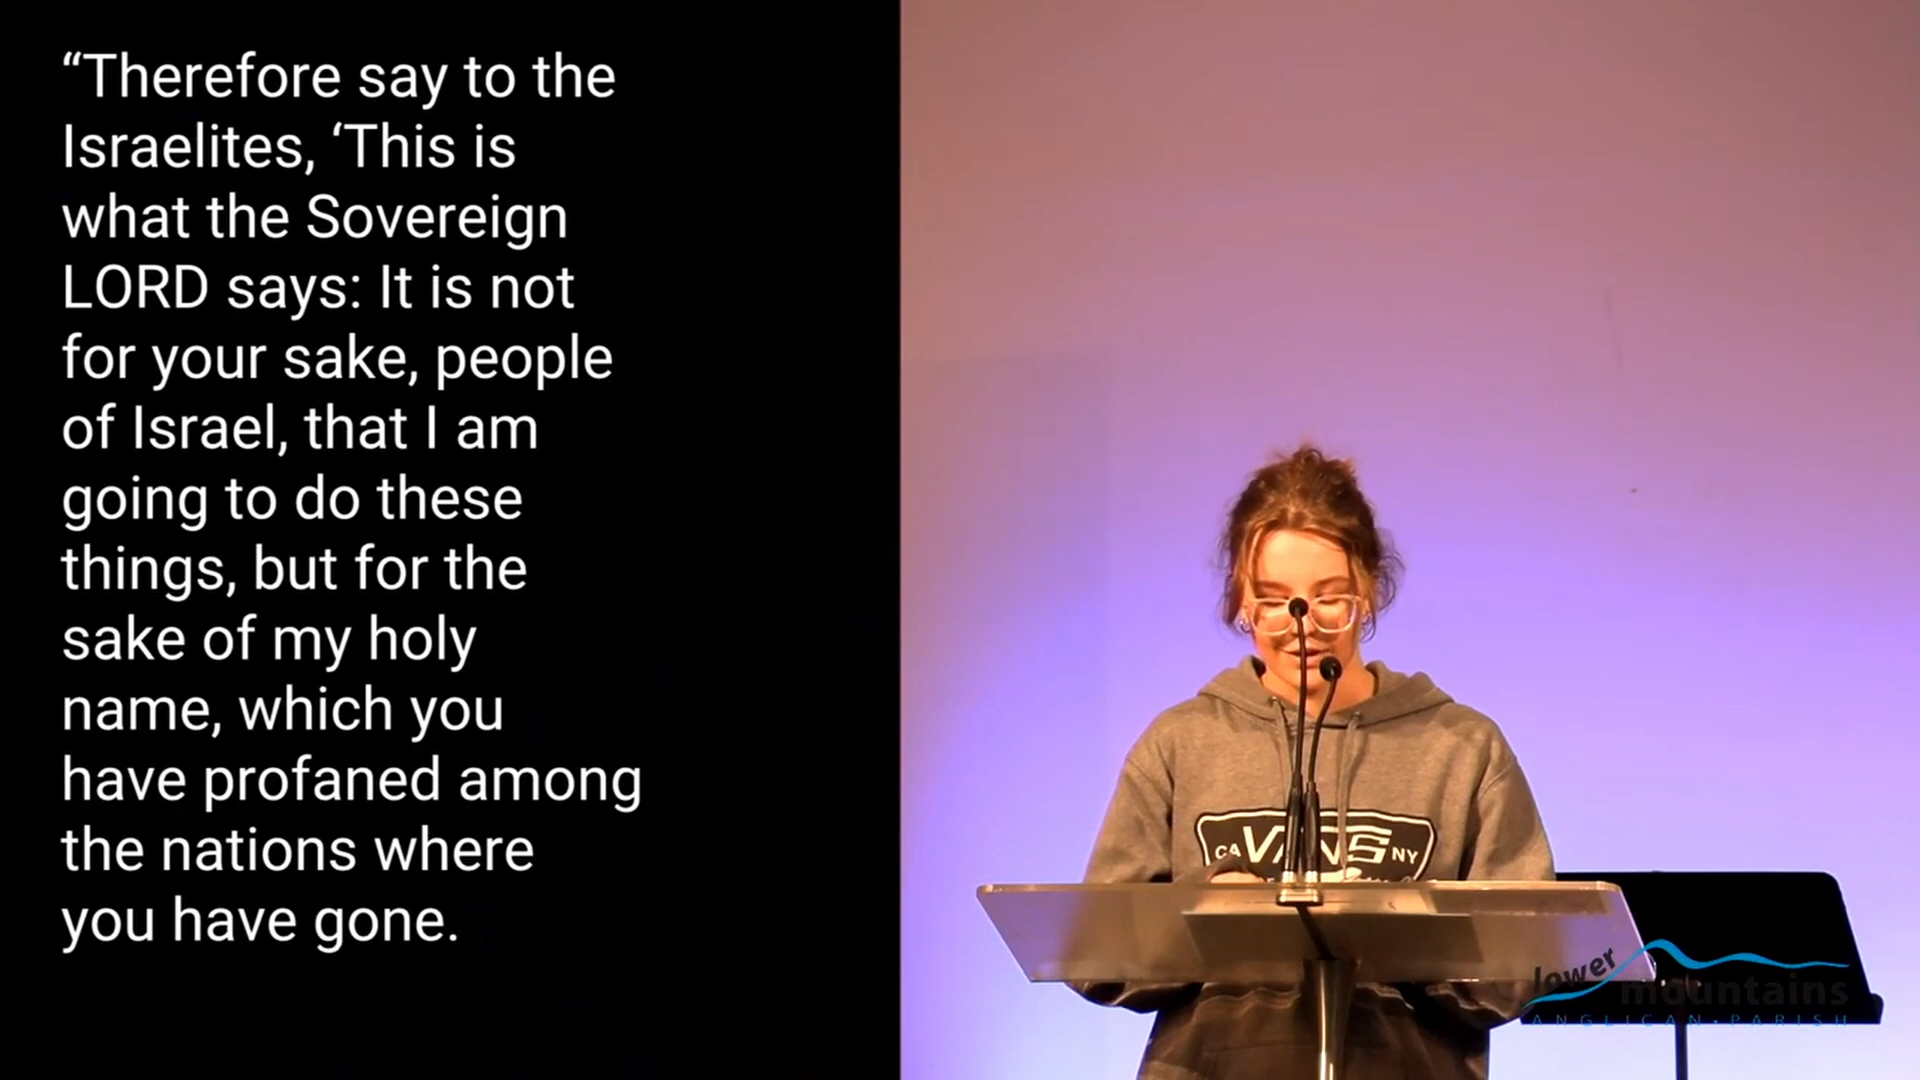 “Therefore say to the
Israelites, ‘This is
what the Sovereign
LORD says: It is not
for your sake, people
of Israel, that I am
going to do these
things, but for the
sake of my holy
name, which you
have profaned among
the nations where
you have gone.
CA VANS NY
lower
mountains
ANGLICAN·PARISH